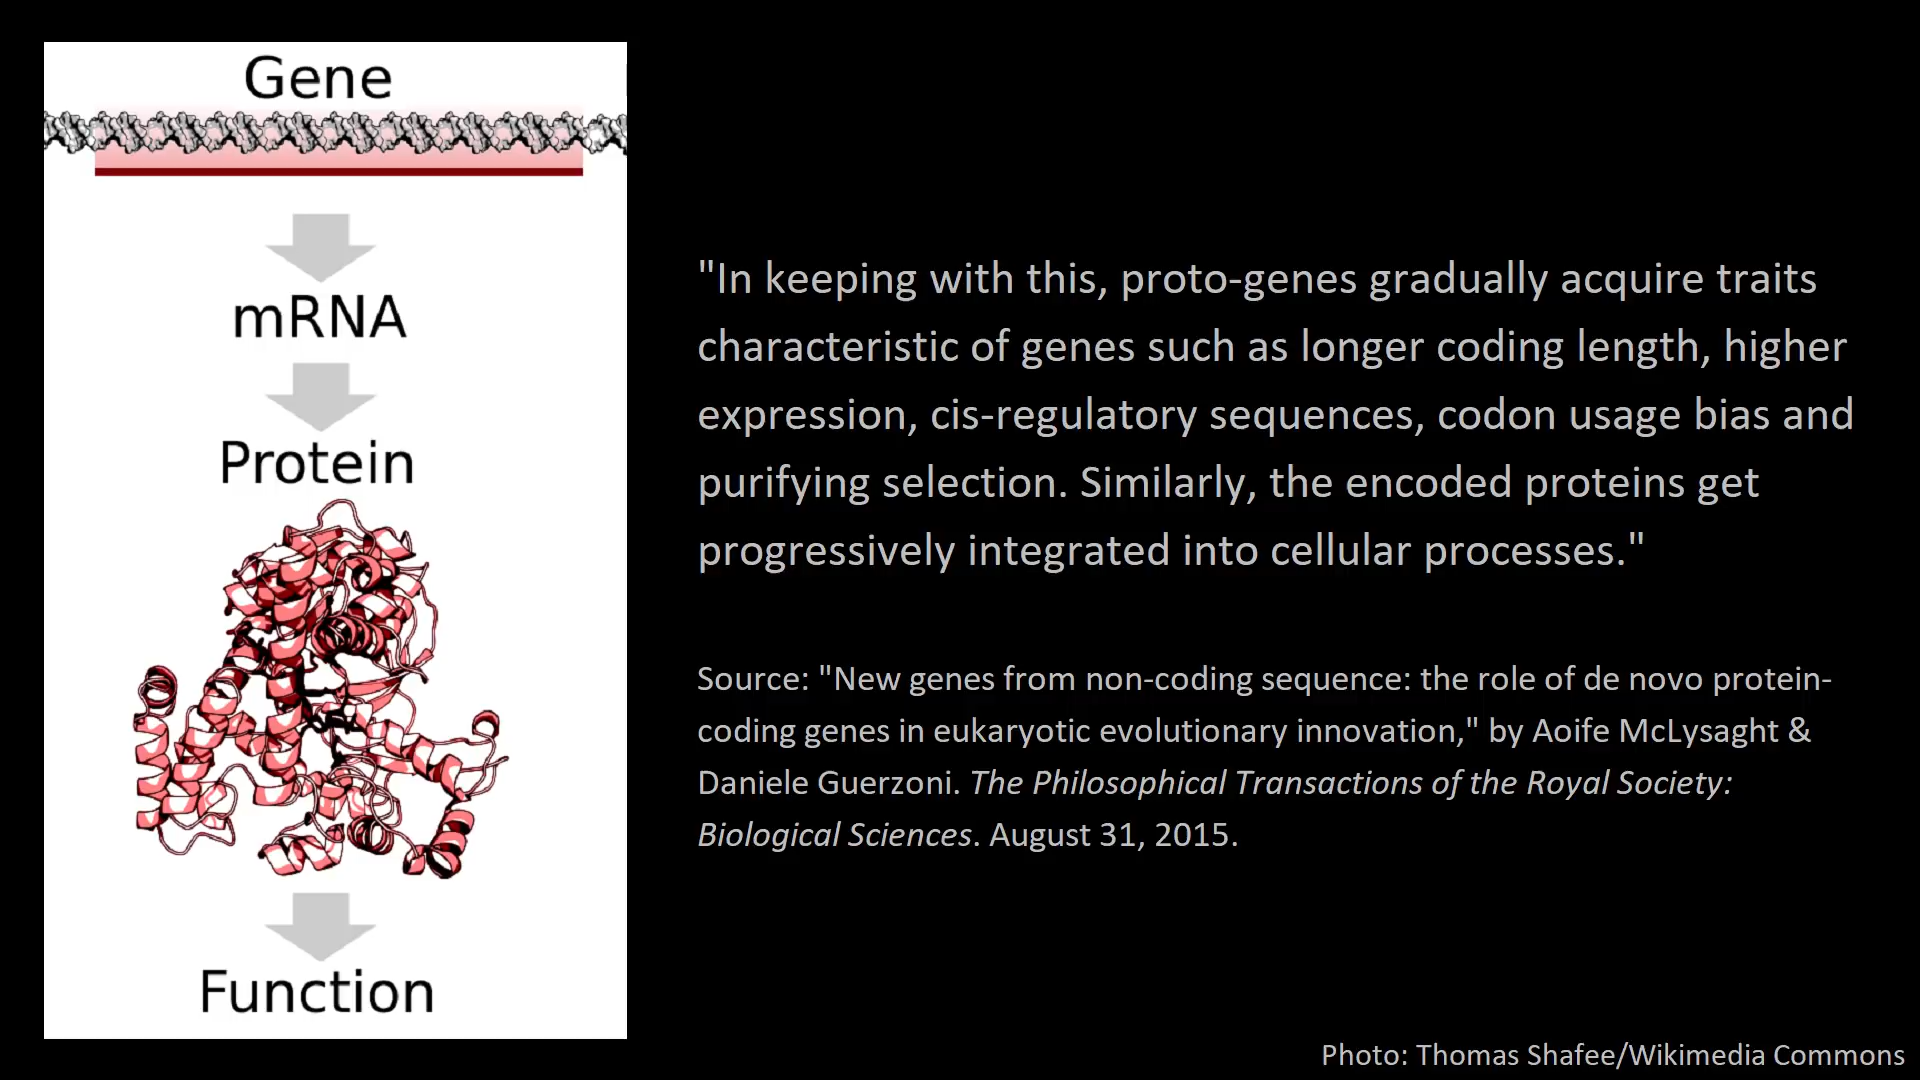 Gene
mRNA
Protein
Function
"In keeping with this, proto-genes gradually acquire traits
characteristic of genes such as longer coding length, higher
expression, cis-regulatory sequences, codon usage bias and
purifying selection. Similarly, the encoded proteins get
progressively integrated into cellular processes."
Source: "New genes from non-coding sequence: the role of de novo protein-
coding genes in eukaryotic evolutionary innovation," by Aoife McLysaght &
Daniele Guerzoni. The Philosophical Transactions of the Royal Society:
Biological Sciences. August 31, 2015.
Photo: Thomas Shafee/Wikimedia Commons